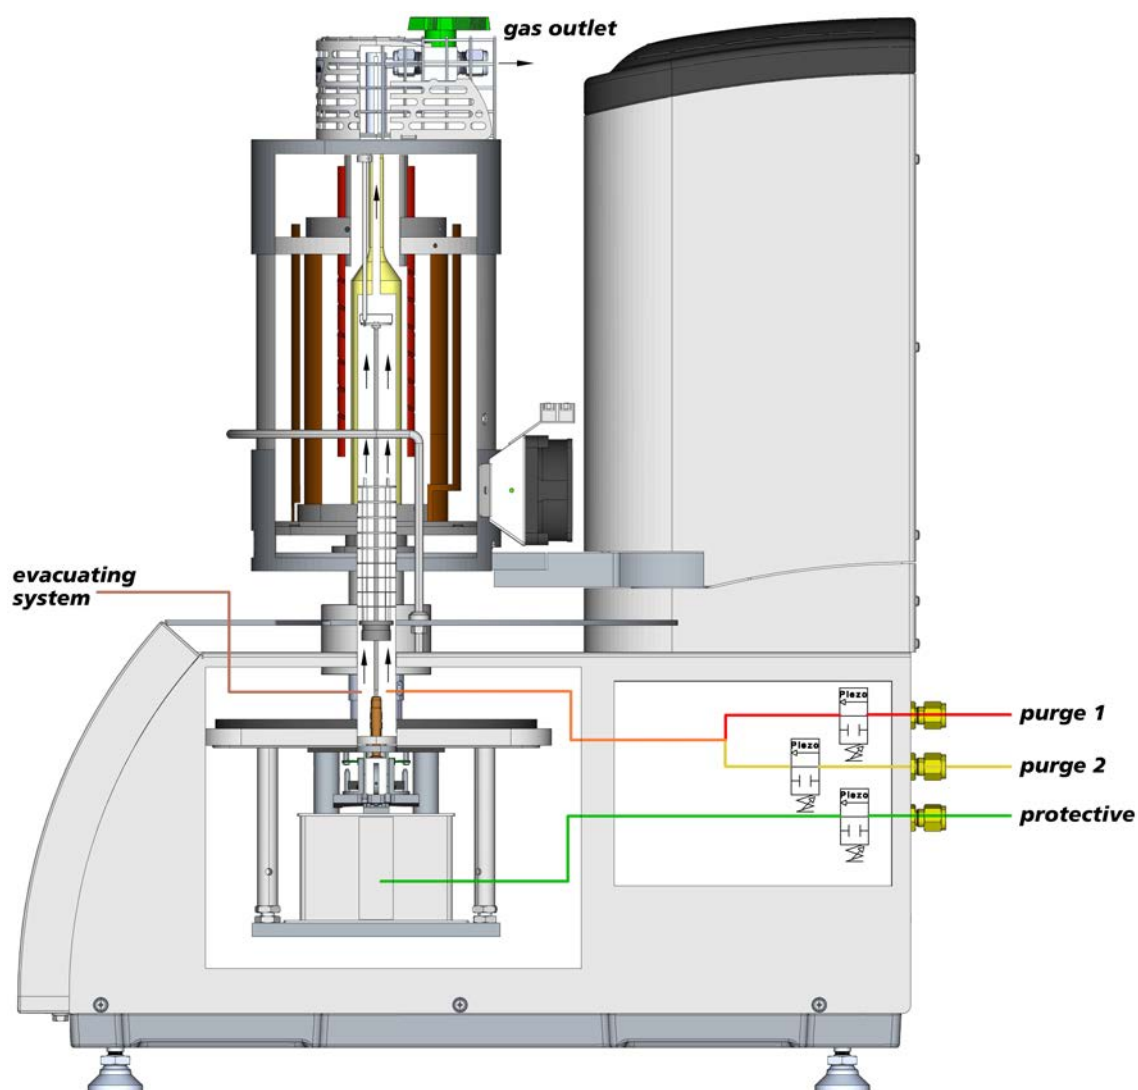 gas outlet
evacuating
system
Piezo
purge 1
Piezo
purge 2
Piezo
protective